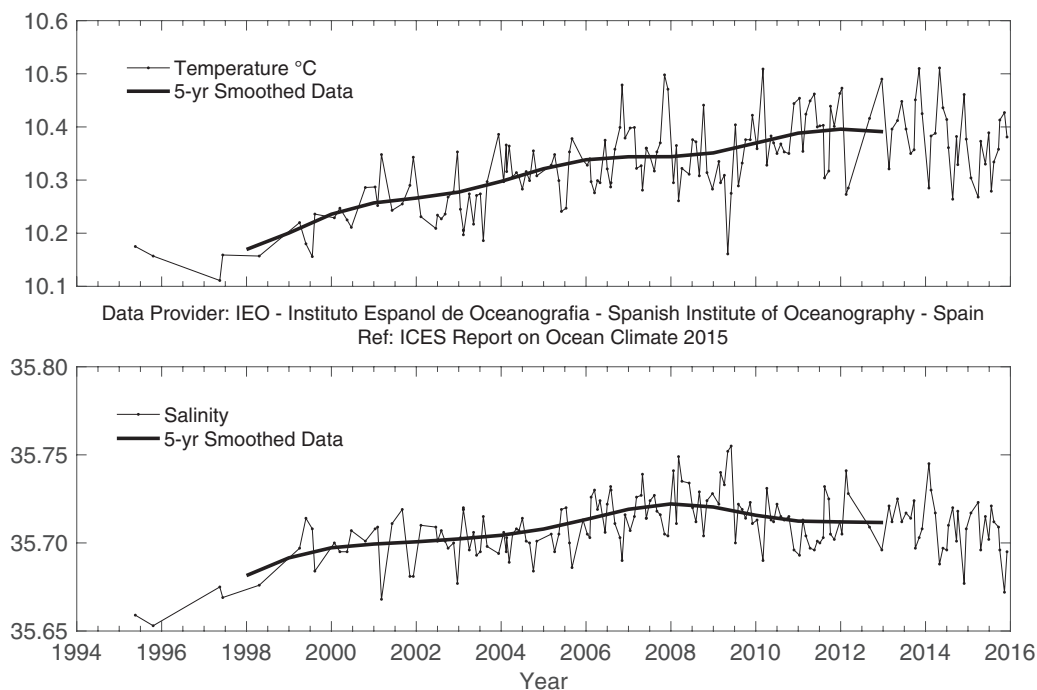 10.6
10.5
10.4
10.3
10.2
10.1
Temperature °C
5-yr Smoothed Data
Data Provider: IEO - Instituto Espanol de Oceanografia - Spanish Institute of Oceanography - Spain
Ref: ICES Report on Ocean Climate 2015
35.80
35.75
35.70
35.65
Salinity
5-yr Smoothed Data
1994 1996 1998 2000 2002 2004 2006 2008 2010 2012 2014 2016
Year